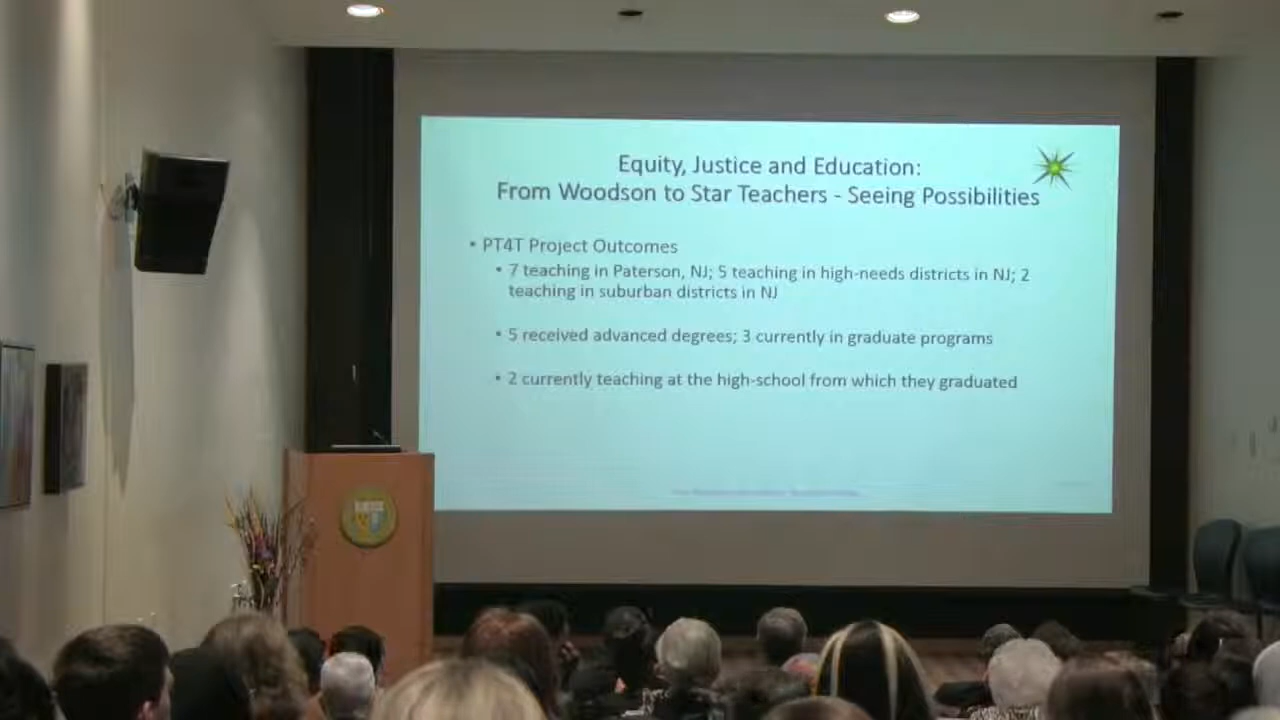 Equity, Justice and Education:
From Woodson to Star Teachers - Seeing Possibilities
• PT4T Project Outcomes
• 7 teaching in Paterson, NJ; 5 teaching in high-needs districts in NJ; 2
teaching in suburban districts in NJ
• 5 received advanced degrees; 3 currently in graduate programs
• 2 currently teaching at the high-school from which they graduated